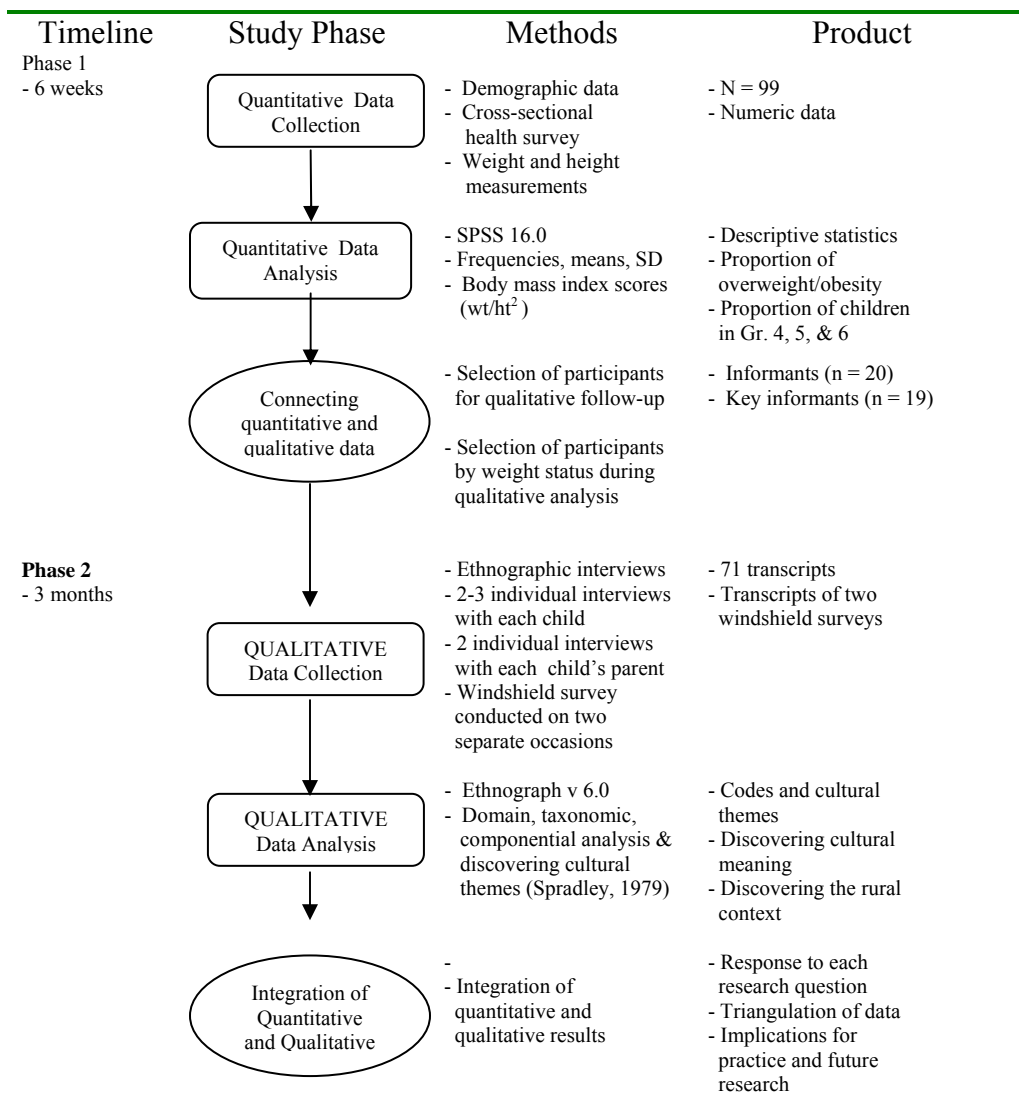 Timeline Study Phase Methods Product
Phase 1
- 6 weeks
Quantitative Data
Collection
- Demographic data
- Cross-sectional
health survey
- Weight and height
measurements
- N = 99
- Numeric data
Quantitative Data
Analysis
- SPSS 16.0
- Frequencies, means, SD
- Body mass index scores
(wt/ht²)
- Descriptive statistics
- Proportion of
overweight/obesity
- Proportion of children
in Gr. 4, 5, & 6
Connecting
quantitative and
qualitative data
- Selection of participants
for qualitative follow-up
- Selection of participants
by weight status during
qualitative analysis
- Informants (n = 20)
- Key informants (n = 19)
Phase 2
- 3 months
QUALITATIVE
Data Collection
- Ethnographic interviews
- 2-3 individual interviews
with each child
- 2 individual interviews
with each child’s parent
- Windshield survey
conducted on two
separate occasions
- 71 transcripts
- Transcripts of two
windshield surveys
QUALITATIVE
Data Analysis
- Ethnograph v 6.0
- Domain, taxonomic,
componential analysis &
discovering cultural
themes (Spradley, 1979)
- Codes and cultural
themes
- Discovering cultural
meaning
- Discovering the rural
context
Integration of
Quantitative
and Qualitative
-
- Integration of
quantitative and
qualitative results
- Response to each
research question
- Triangulation of data
- Implications for
practice and future
research